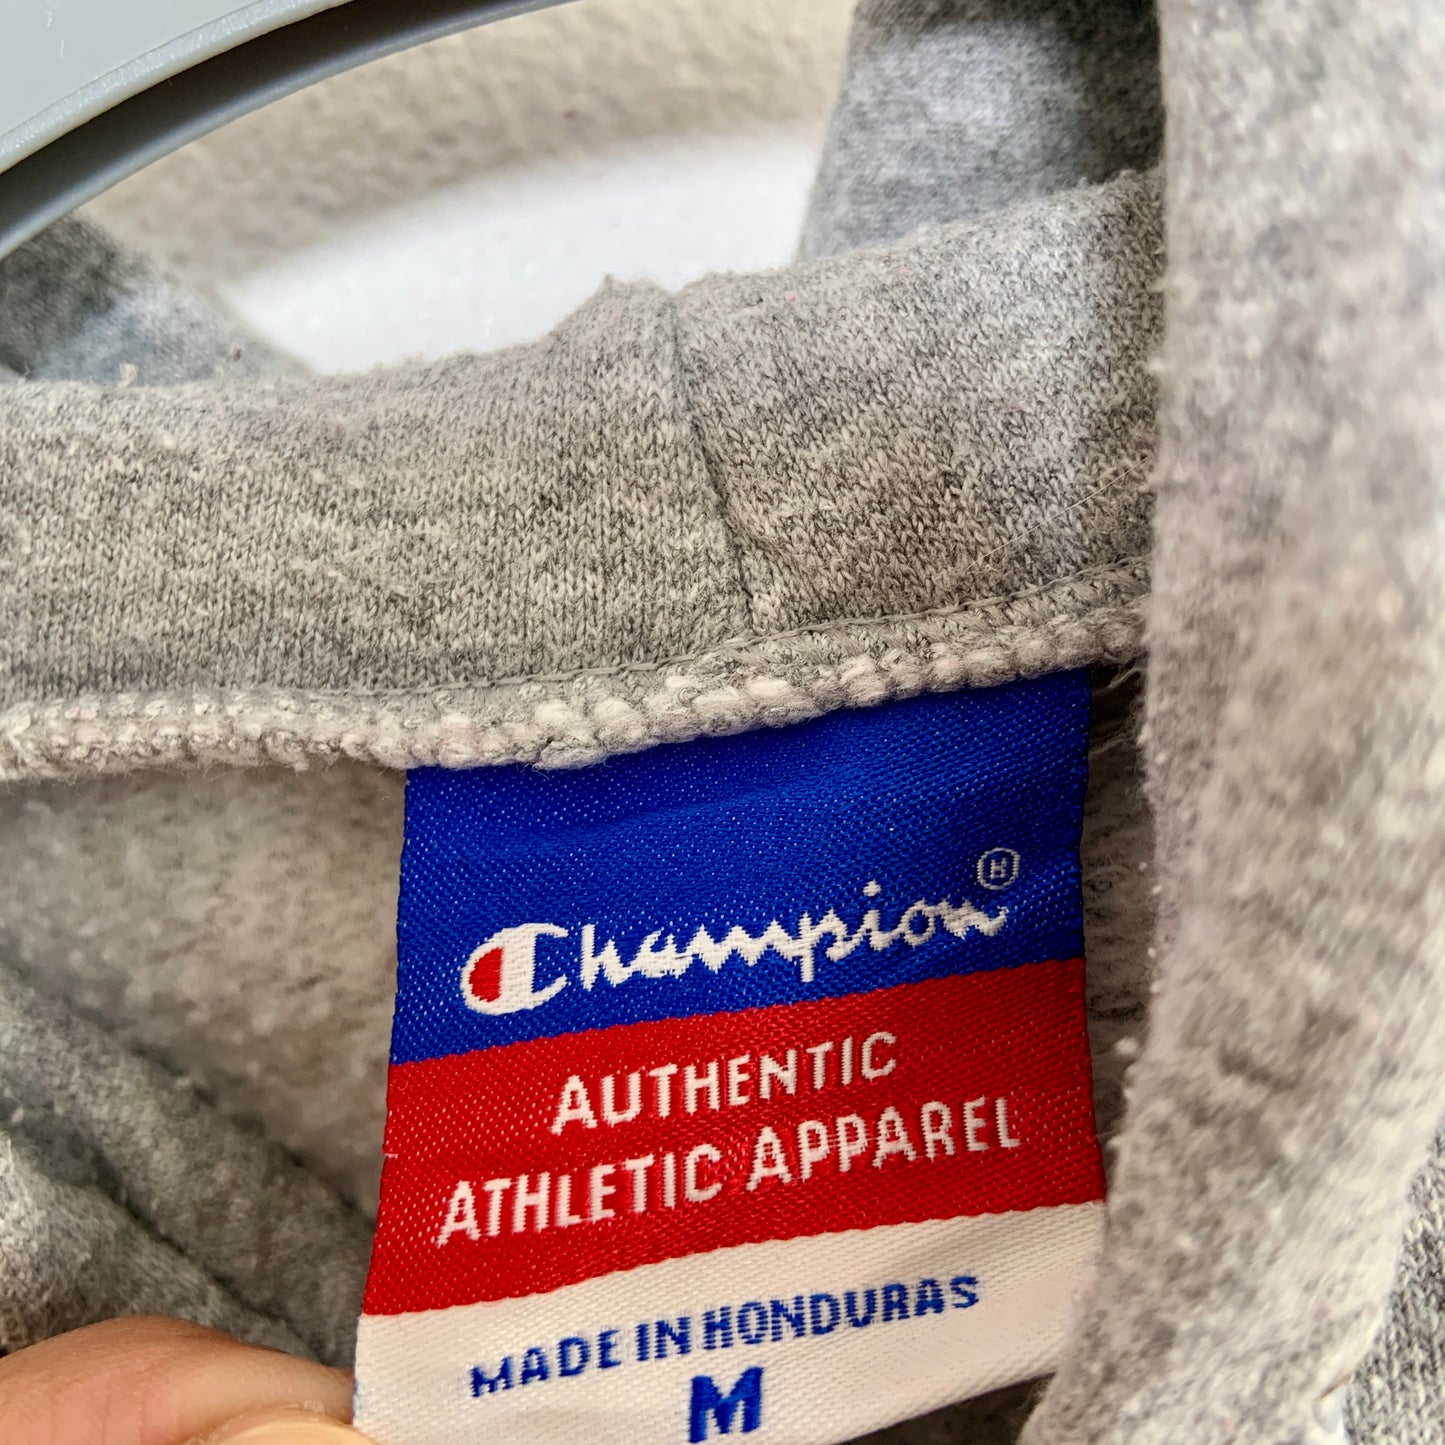 Champion®
AUTHENTIC
ATHLETIC APPAREL
MADE IN HONDURAS
M